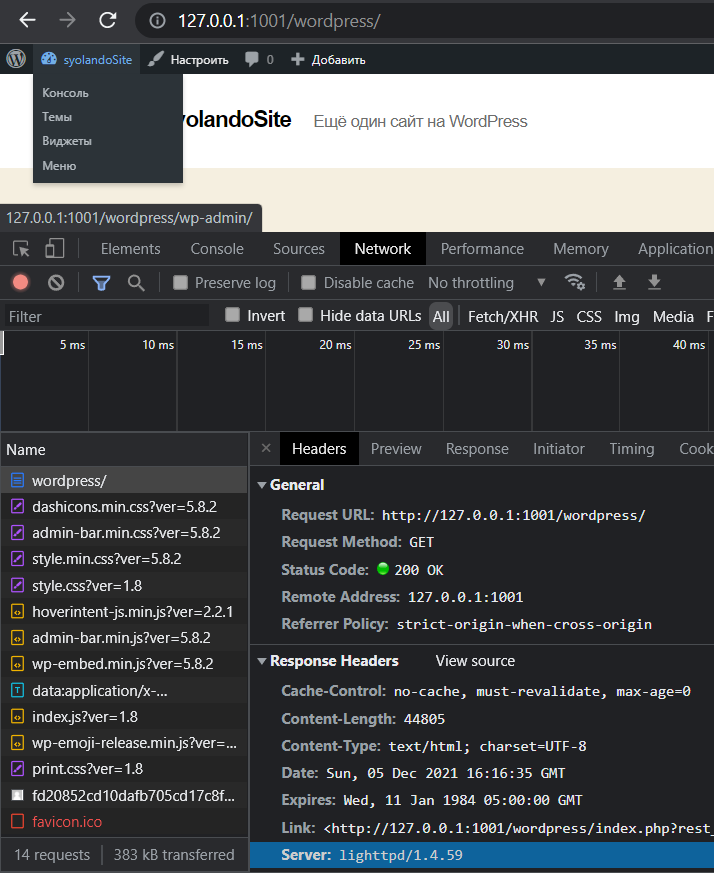 127.0.0.1:1001/wordpress/
syolandoSite Настроить 0 Добавить
Консоль
Темы
Виджеты
Меню
yolandoSite Ещё один сайт на WordPress
127.0.0.1:1001/wordpress/wp-admin/
Elements Console Sources Network Performance Memory Application
Preserve log Disable cache No throttling
Filter Invert Hide data URLs All Fetch/XHR JS CSS Img Media F
5 ms 10 ms 15 ms 20 ms 25 ms 30 ms 35 ms 40 ms
Name
wordpress/
dashicons.min.css?ver=5.8.2
admin-bar.min.css?ver=5.8.2
style.min.css?ver=5.8.2
style.css?ver=1.8
hoverintent-js.min.js?ver=2.2.1
admin-bar.min.js?ver=5.8.2
wp-embed.min.js?ver=5.8.2
data:application/x-...
index.js?ver=1.8
wp-emoji-release.min.js?ver=...
print.css?ver=1.8
fd20852cd10dafb705cd17c8f...
favicon.ico
14 requests 383 kB transferred
Headers Preview Response Initiator Timing Cook
General
Request URL: http://127.0.0.1:1001/wordpress/
Request Method: GET
Status Code: 200 OK
Remote Address: 127.0.0.1:1001
Referrer Policy: strict-origin-when-cross-origin
Response Headers View source
Cache-Control: no-cache, must-revalidate, max-age=0
Content-Length: 44805
Content-Type: text/html; charset=UTF-8
Date: Sun, 05 Dec 2021 16:16:35 GMT
Expires: Wed, 11 Jan 1984 05:00:00 GMT
Link: <http://127.0.0.1:1001/wordpress/index.php?rest_
Server: lighttpd/1.4.59